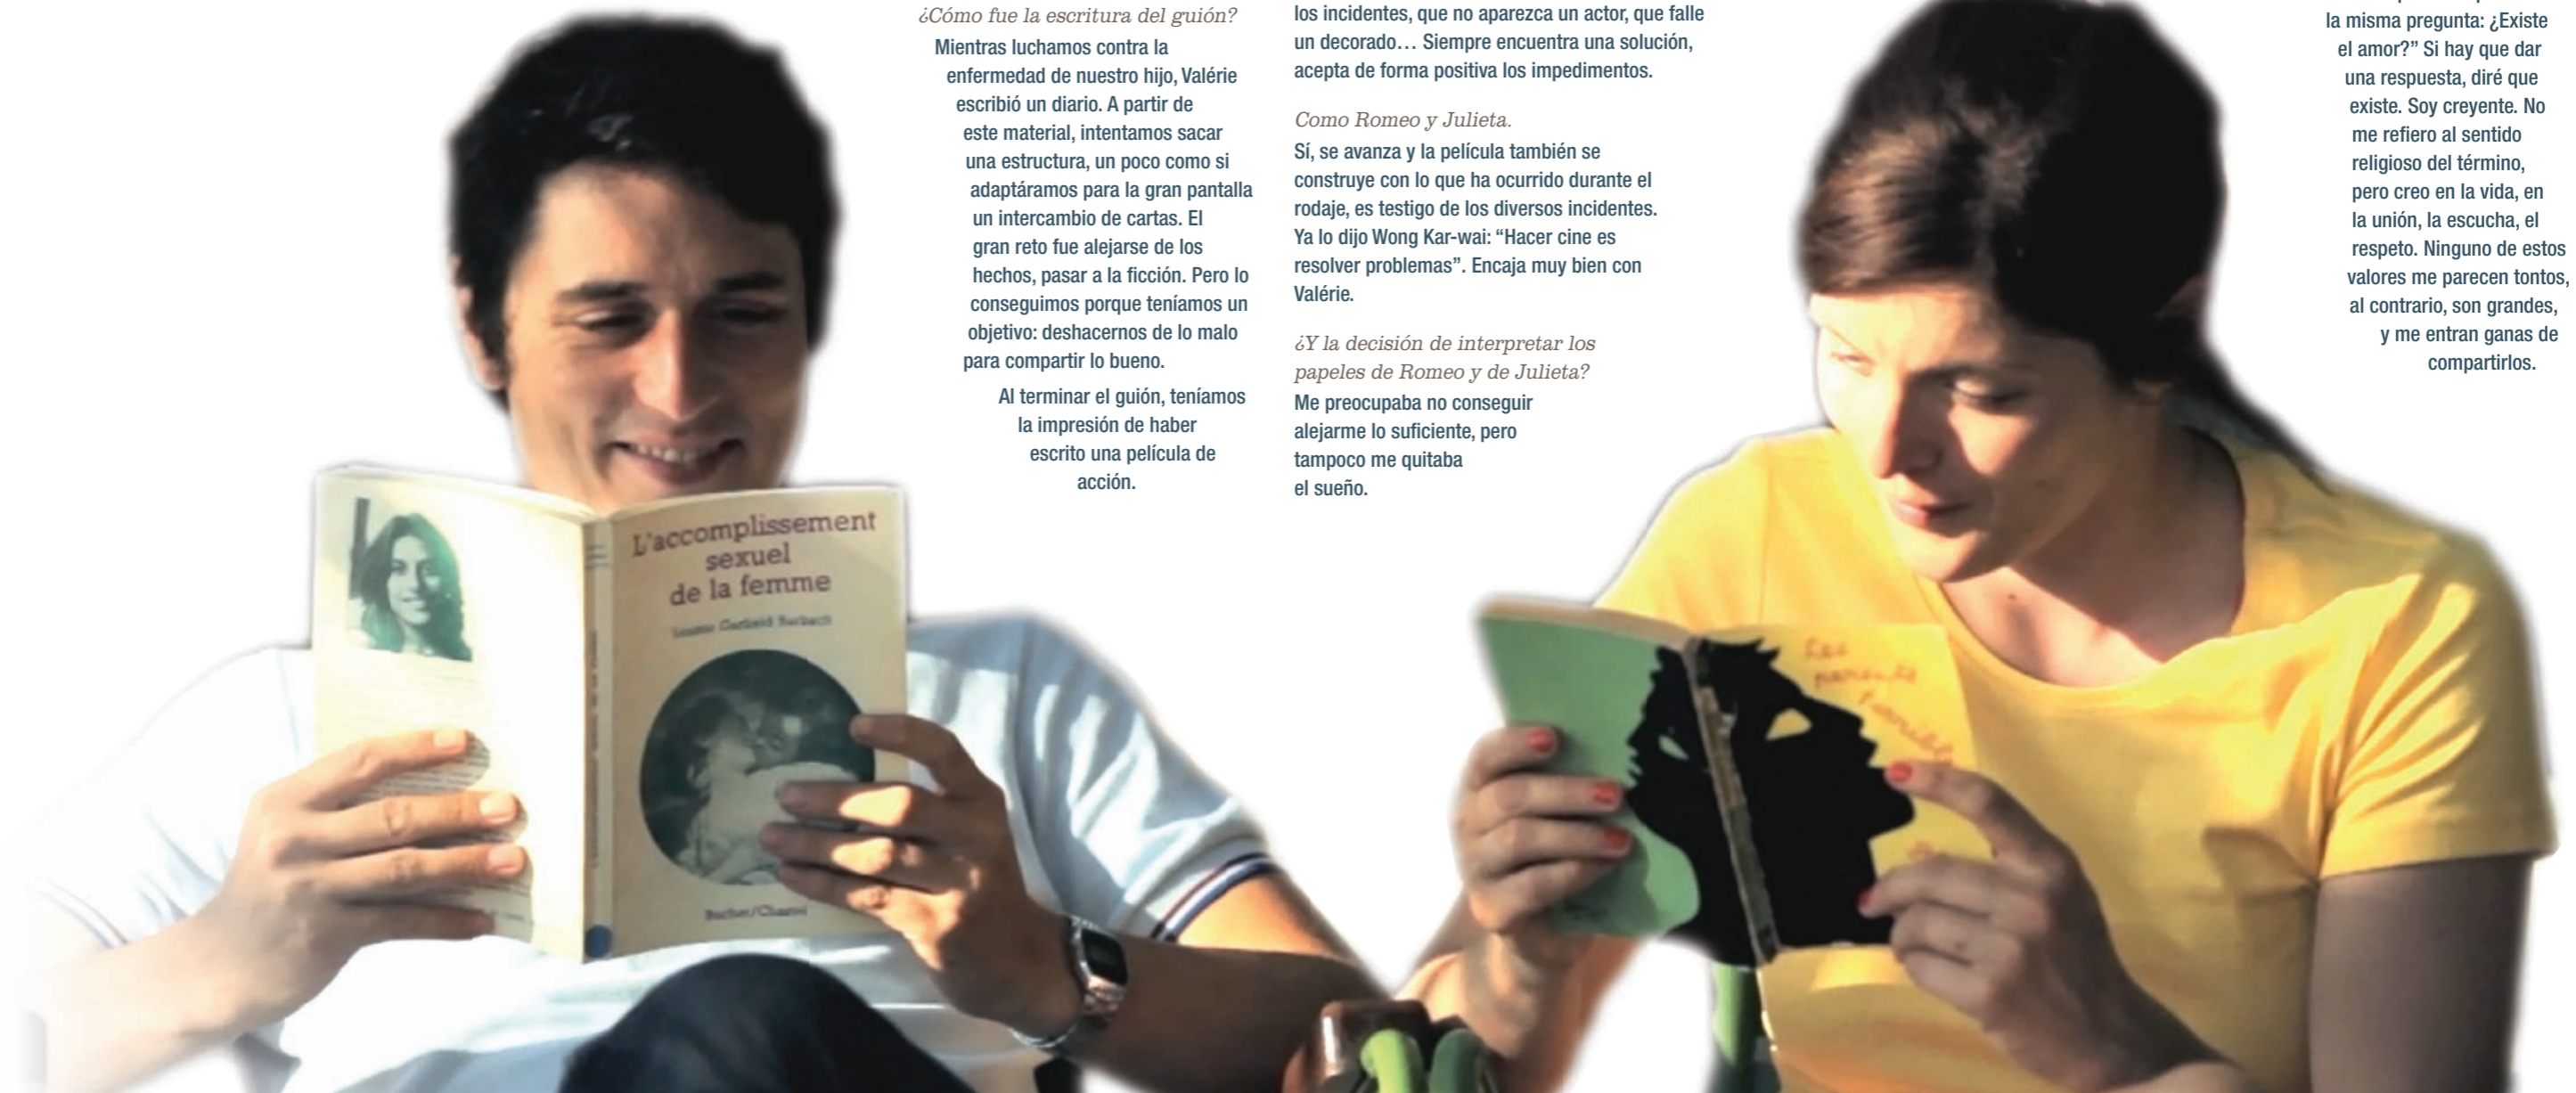 ¿Cómo fue la escritura del guión?
Mientras luchamos contra la
enfermedad de nuestro hijo, Valérie
escribió un diario. A partir de
este material, intentamos sacar
una estructura, un poco como si
adaptáramos para la gran pantalla
un intercambio de cartas. El
gran reto fue alejarse de los
hechos, pasar a la ficción. Pero lo
conseguimos porque teníamos un
objetivo: deshacernos de lo malo
para compartir lo bueno.
Al terminar el guión, teníamos
la impresión de haber
escrito una película de
acción.
los incidentes, que no aparezca un actor, que falle
un decorado… Siempre encuentra una solución,
acepta de forma positiva los impedimentos.
Como Romeo y Julieta.
Sí, se avanza y la película también se
construye con lo que ha ocurrido durante el
rodaje, es testigo de los diversos incidentes.
Ya lo dijo Wong Kar-wai: “Hacer cine es
resolver problemas”. Encaja muy bien con
Valérie.
¿Y la decisión de interpretar los
papeles de Romeo y de Julieta?
Me preocupaba no conseguir
alejarme lo suficiente, pero
tampoco me quitaba
el sueño.
la misma pregunta: ¿Existe
el amor?” Si hay que dar
una respuesta, diré que
existe. Soy creyente. No
me refiero al sentido
religioso del término,
pero creo en la vida, en
la unión, la escucha, el
respeto. Ninguno de estos
valores me parecen tontos,
al contrario, son grandes,
y me entran ganas de
compartirlos.
L'accomplissement
sexuel
de la femme
Les
parents